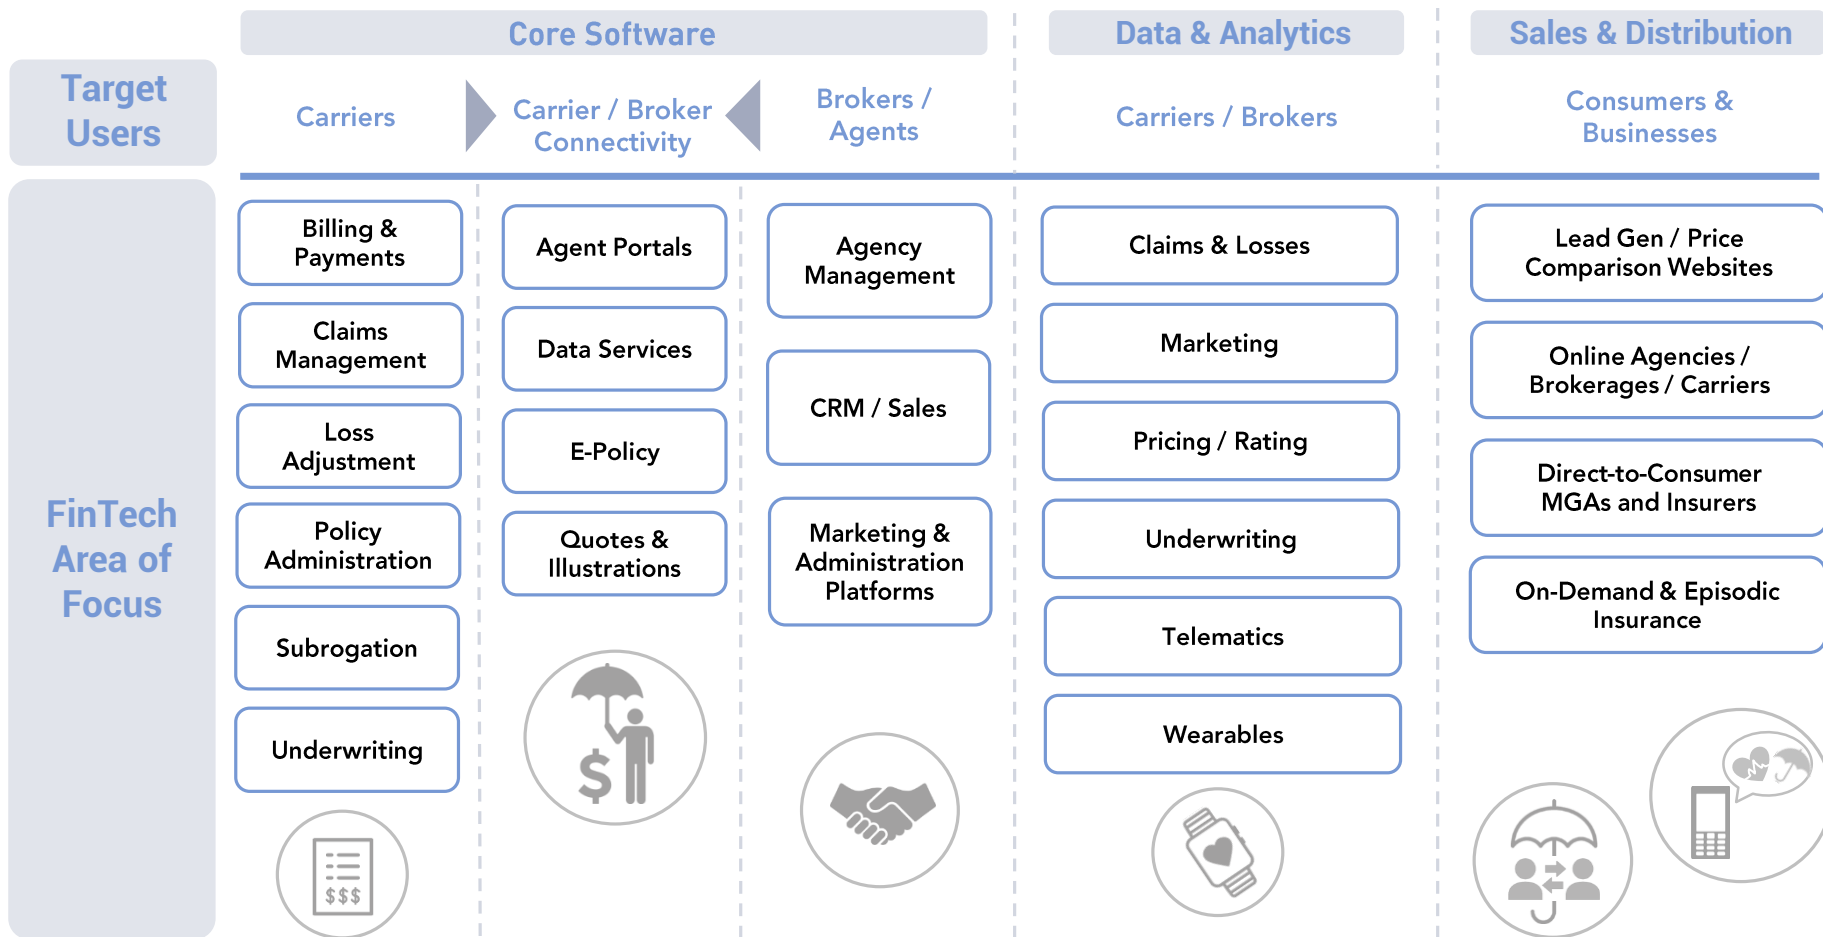 Core Software
Data & Analytics
Sales & Distribution
Target
Users
Carriers
Carrier / Broker
Connectivity
Brokers /
Agents
Carriers / Brokers
Consumers &
Businesses
FinTech
Area of
Focus
Billing &
Payments
Claims
Management
Loss
Adjustment
Policy
Administration
Subrogation
Underwriting
$$$
Agent Portals
Data Services
E-Policy
Quotes &
Illustrations
$
Agency
Management
CRM / Sales
Marketing &
Administration
Platforms
Claims & Losses
Marketing
Pricing / Rating
Underwriting
Telematics
Wearables
Lead Gen / Price
Comparison Websites
Online Agencies /
Brokerages / Carriers
Direct-to-Consumer
MGAs and Insurers
On-Demand & Episodic
Insurance